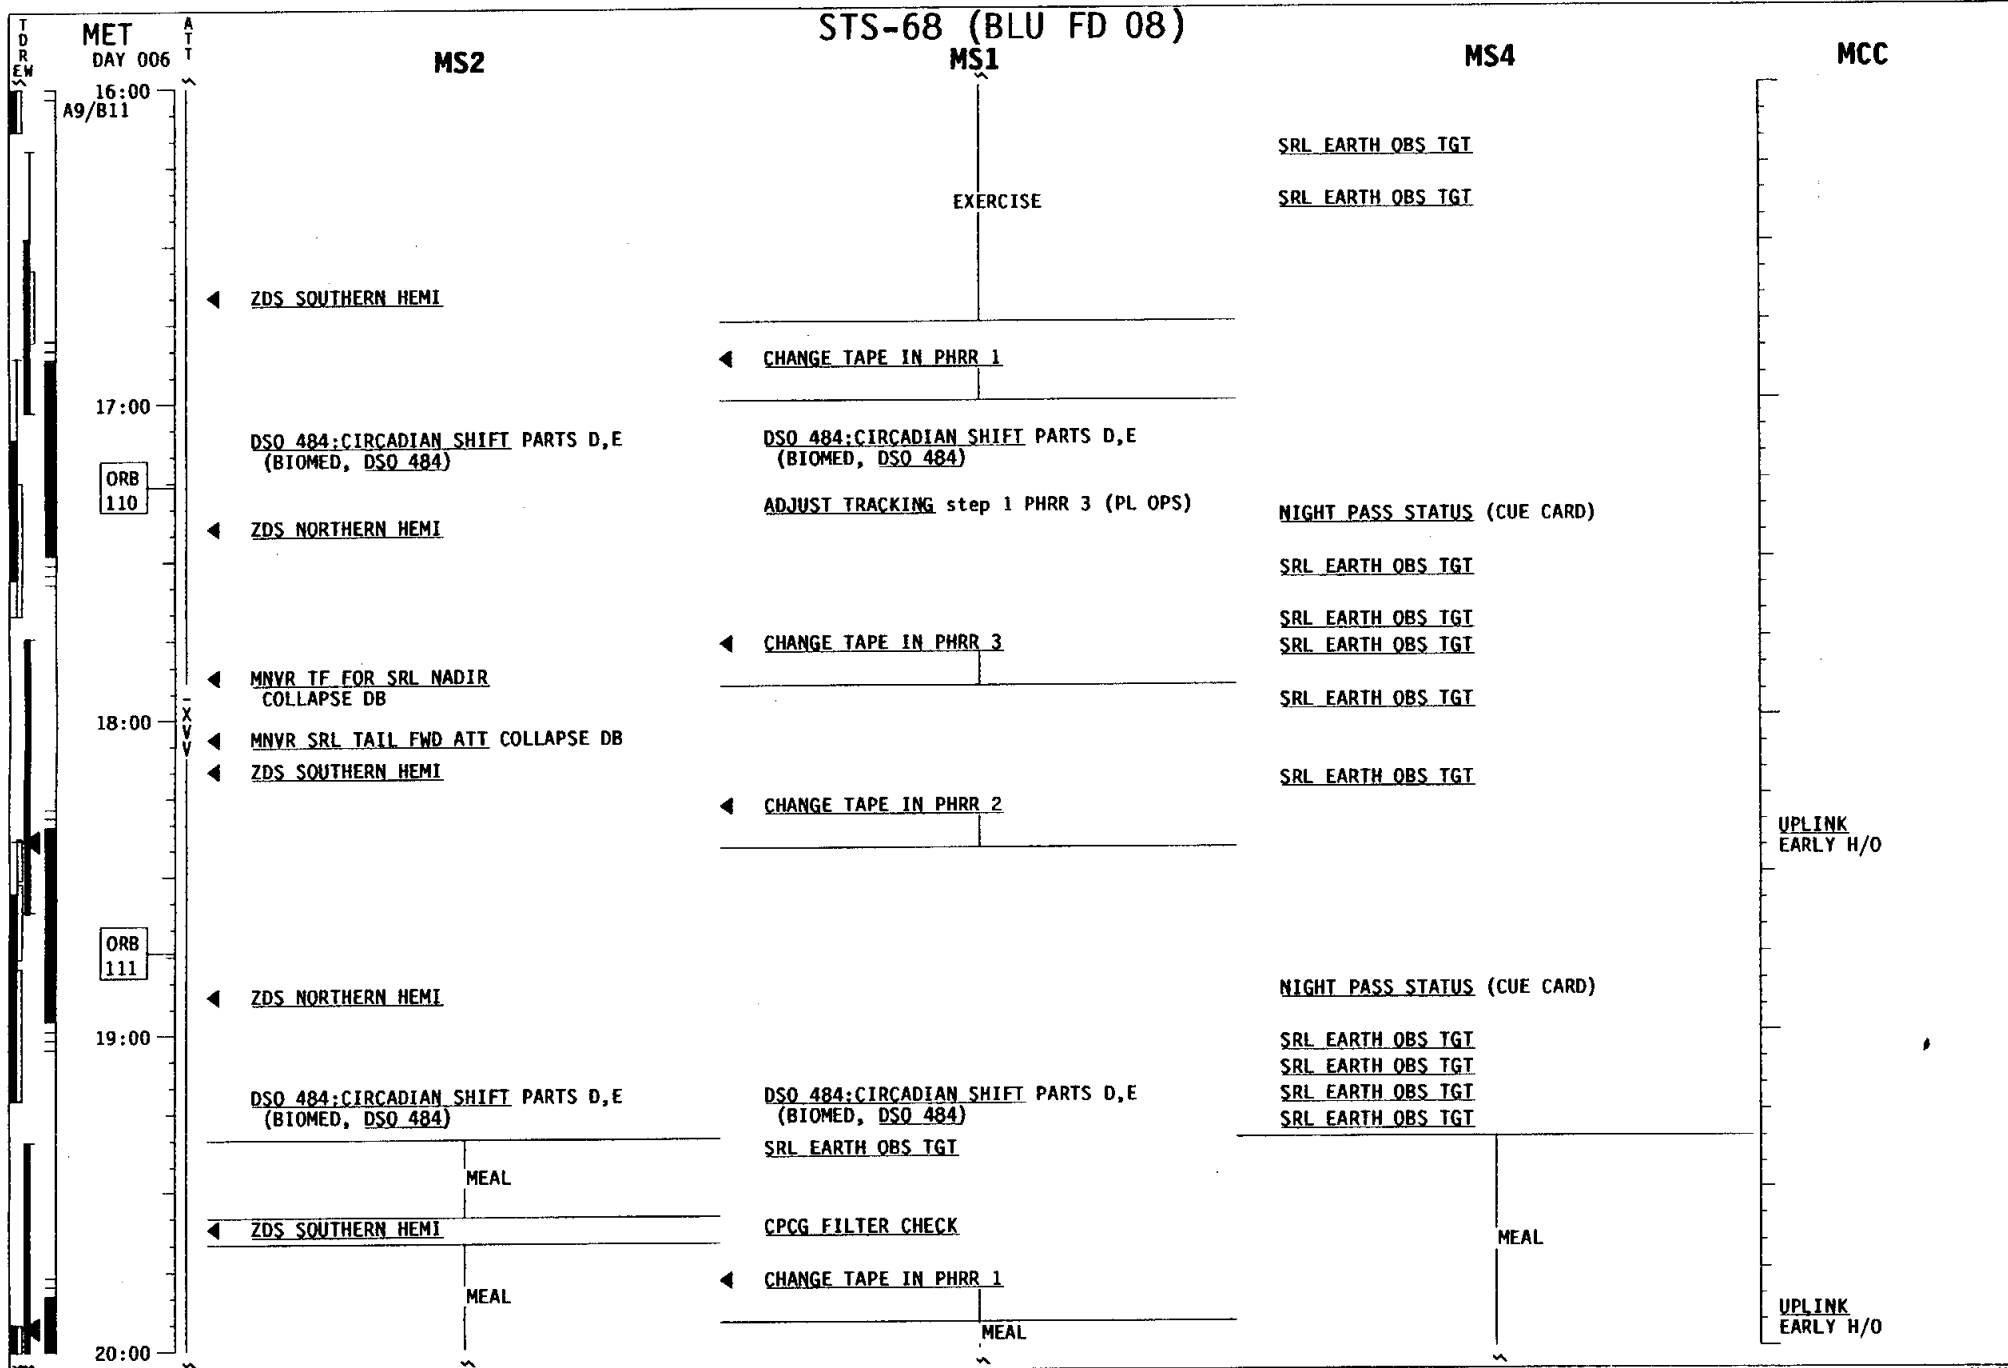 STS-68 (BLU FD 08)
TDREW
MET
DAY 006
ATT
MS2
MS1
MS4
MCC
16:00
A9/B11
SRL EARTH OBS TGT
SRL EARTH OBS TGT
EXERCISE
ZDS SOUTHERN HEMI
CHANGE TAPE IN PHRR 1
17:00
DSO 484:CIRCADIAN SHIFT PARTS D,E
(BIOMED, DSO 484)
DSO 484:CIRCADIAN SHIFT PARTS D,E
(BIOMED, DSO 484)
ORB
110
ADJUST TRACKING step 1 PHRR 3 (PL OPS)
NIGHT PASS STATUS (CUE CARD)
ZDS NORTHERN HEMI
SRL EARTH OBS TGT
SRL EARTH OBS TGT
CHANGE TAPE IN PHRR 3
SRL EARTH OBS TGT
MNVR TF FOR SRL NADIR
COLLAPSE DB
SRL EARTH OBS TGT
18:00
-XVV
MNVR SRL TAIL FWD ATT COLLAPSE DB
ZDS SOUTHERN HEMI
SRL EARTH OBS TGT
CHANGE TAPE IN PHRR 2
UPLINK
EARLY H/O
ORB
111
ZDS NORTHERN HEMI
NIGHT PASS STATUS (CUE CARD)
19:00
SRL EARTH OBS TGT
SRL EARTH OBS TGT
SRL EARTH OBS TGT
SRL EARTH OBS TGT
DSO 484:CIRCADIAN SHIFT PARTS D,E
(BIOMED, DSO 484)
DSO 484:CIRCADIAN SHIFT PARTS D,E
(BIOMED, DSO 484)
SRL EARTH OBS TGT
MEAL
ZDS SOUTHERN HEMI
CPCG FILTER CHECK
MEAL
CHANGE TAPE IN PHRR 1
MEAL
MEAL
UPLINK
EARLY H/O
20:00